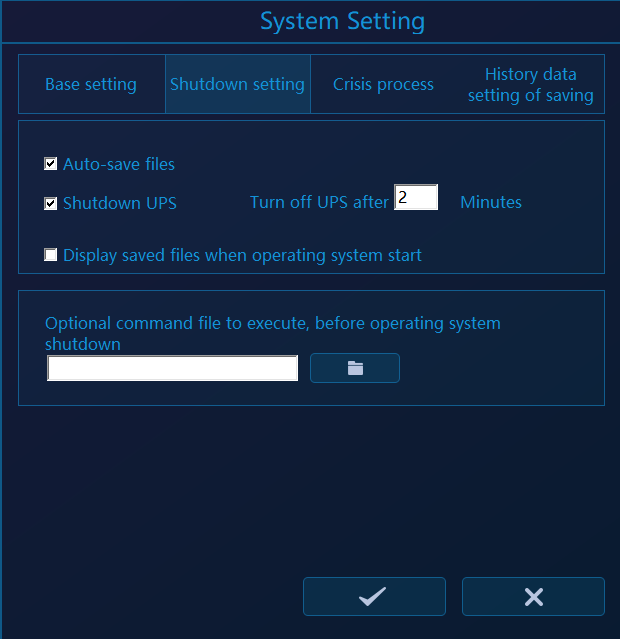 System Setting
Base setting
Shutdown setting
Crisis process
History data
setting of saving
Auto-save files
Shutdown UPS
Turn off UPS after 2 Minutes
Display saved files when operating system start
Optional command file to execute, before operating system
shutdown